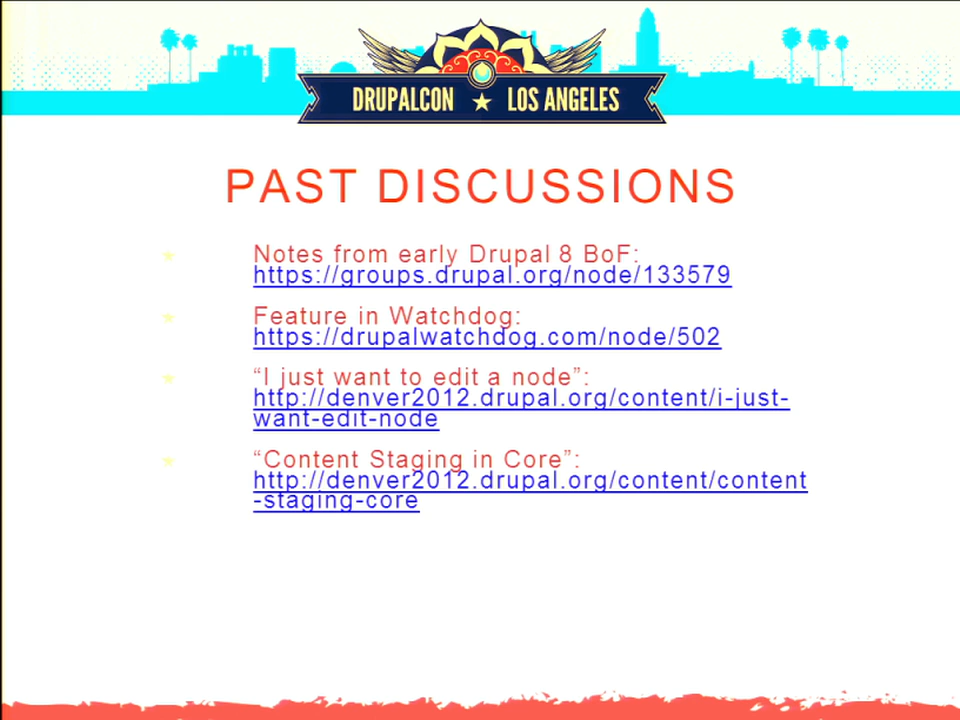 DRUPALCON ★ LOS ANGELES
PAST DISCUSSIONS
Notes from early Drupal 8 BoF:
https://groups.drupal.org/node/133579
Feature in Watchdog:
https://drupalwatchdog.com/node/502
“I just want to edit a node”:
http://denver2012.drupal.org/content/i-just-
want-edit-node
“Content Staging in Core”:
http://denver2012.drupal.org/content/content
-staging-core